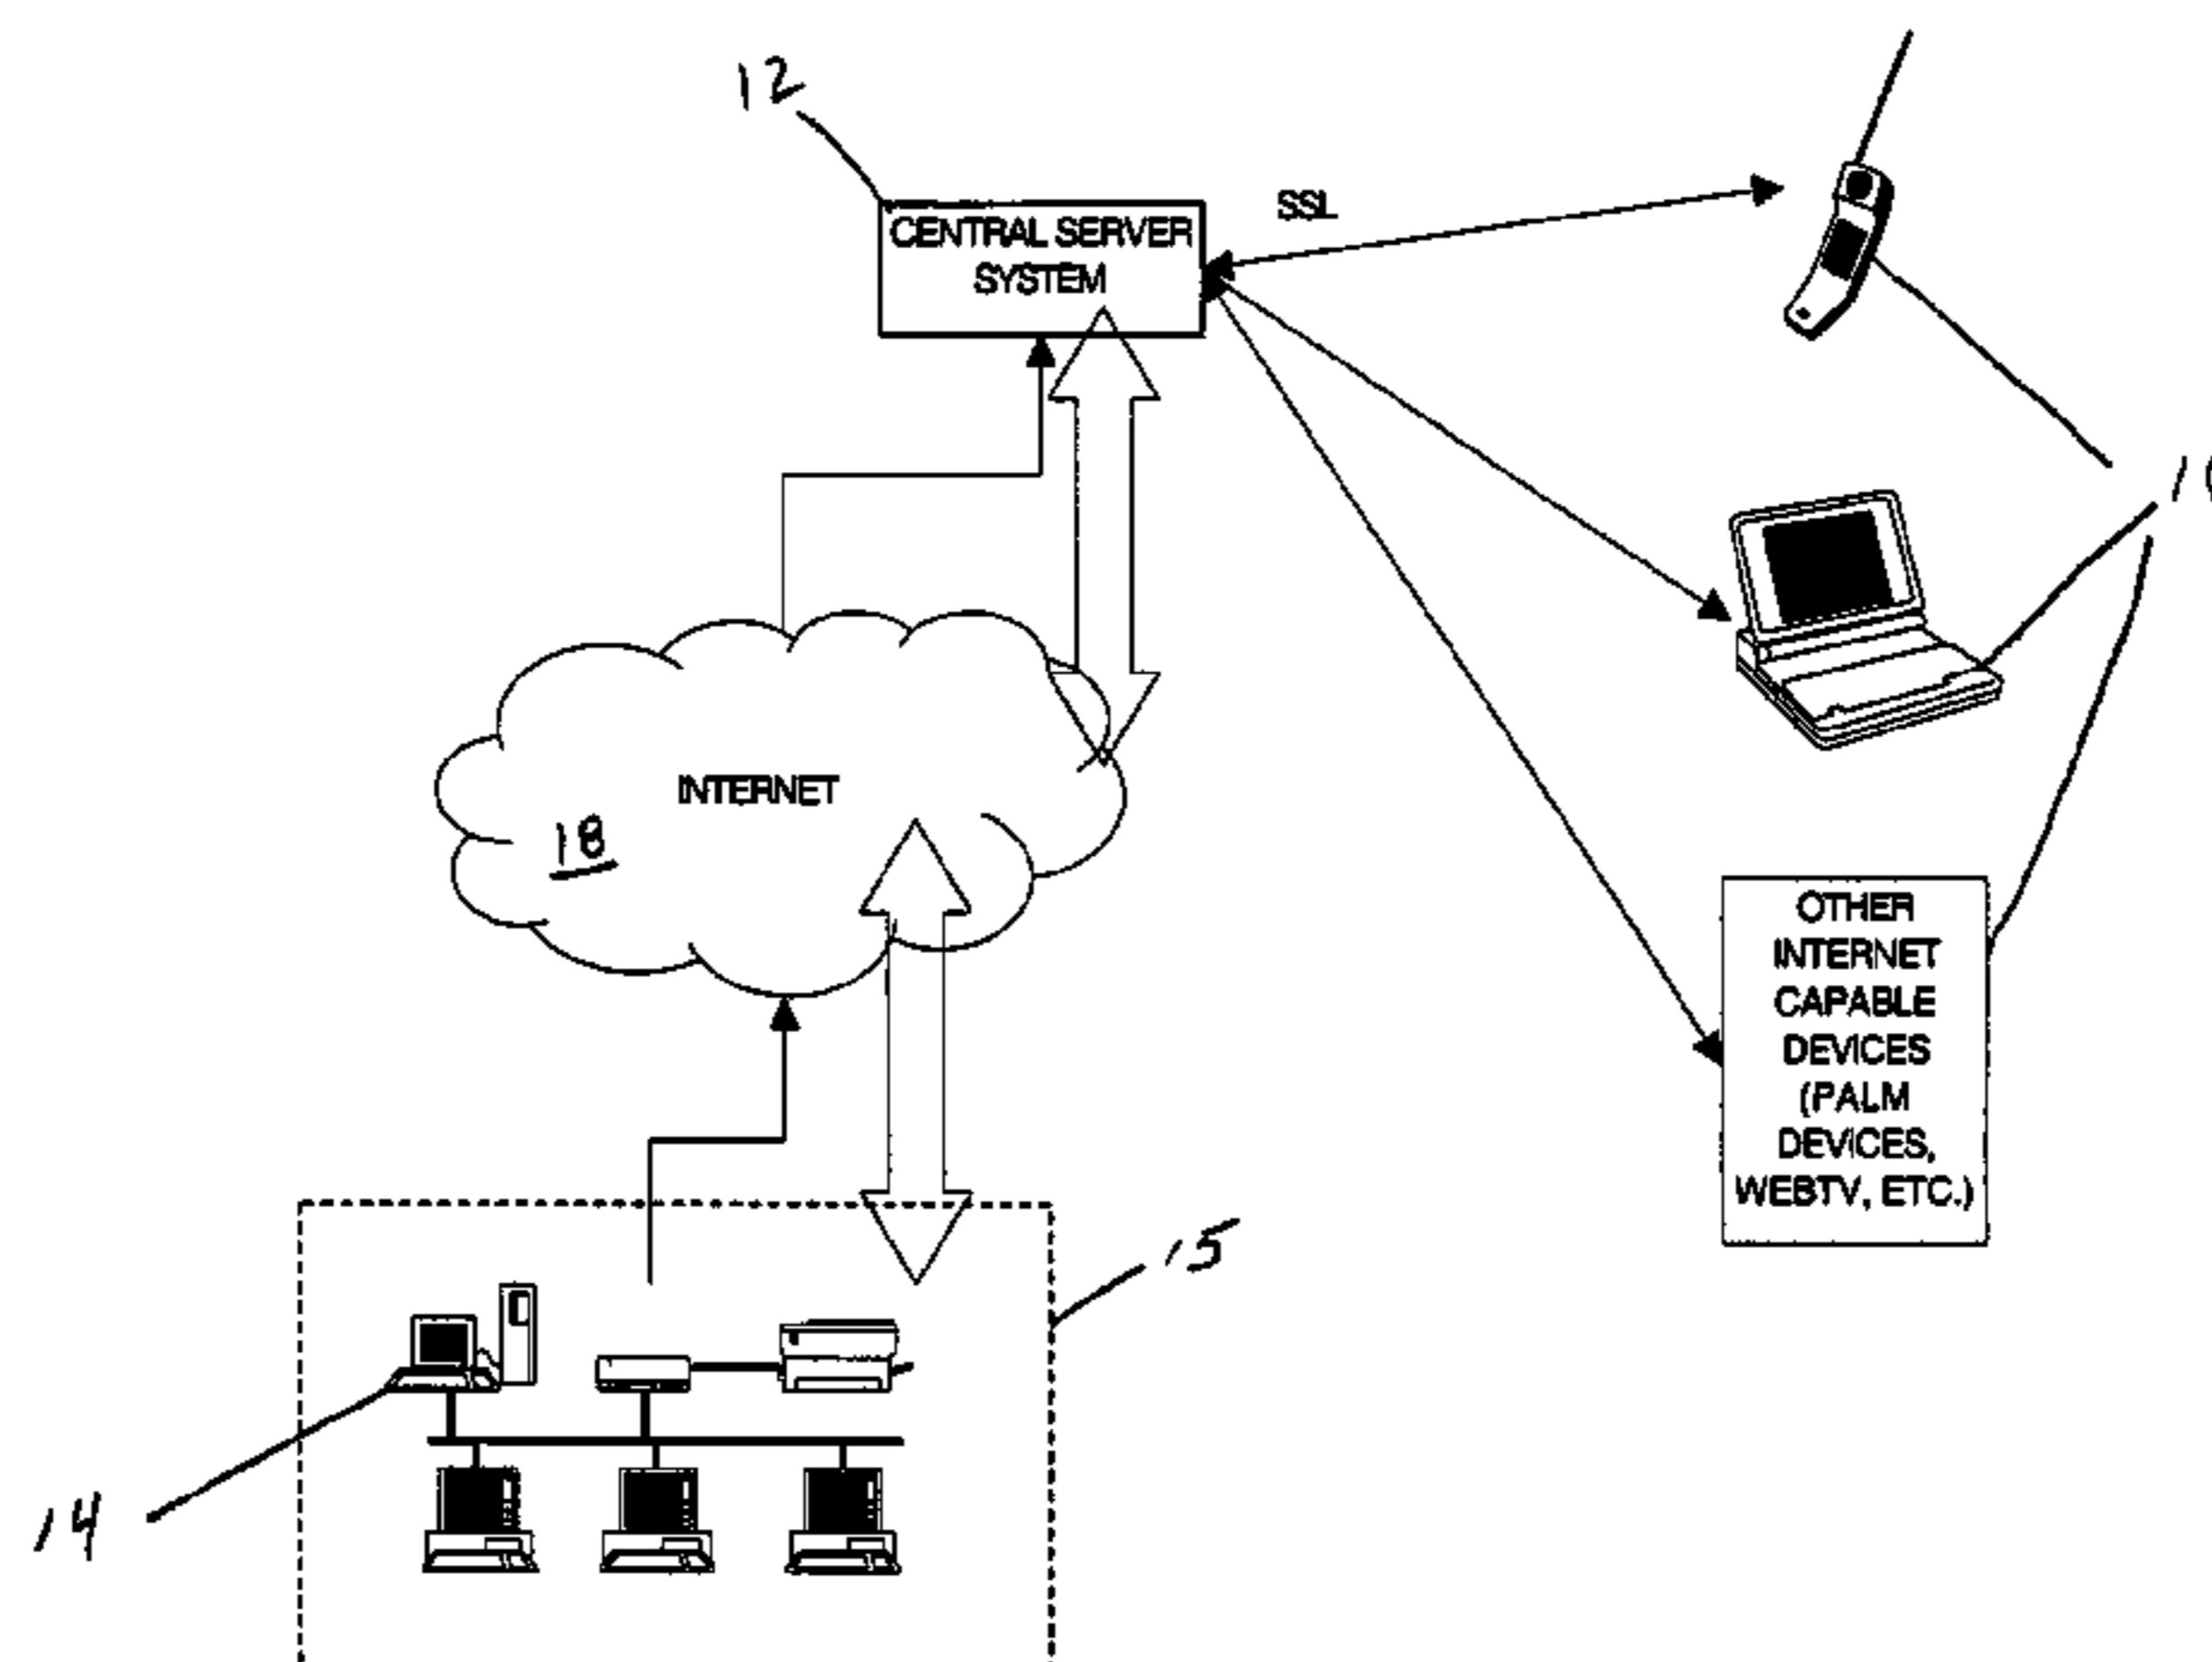 12
SSL
CENTRAL SERVER
SYSTEM
INTERNET
18
OTHER
INTERNET
CAPABLE
DEVICES
(PALM
DEVICES,
WEBTV, ETC.)
15
14